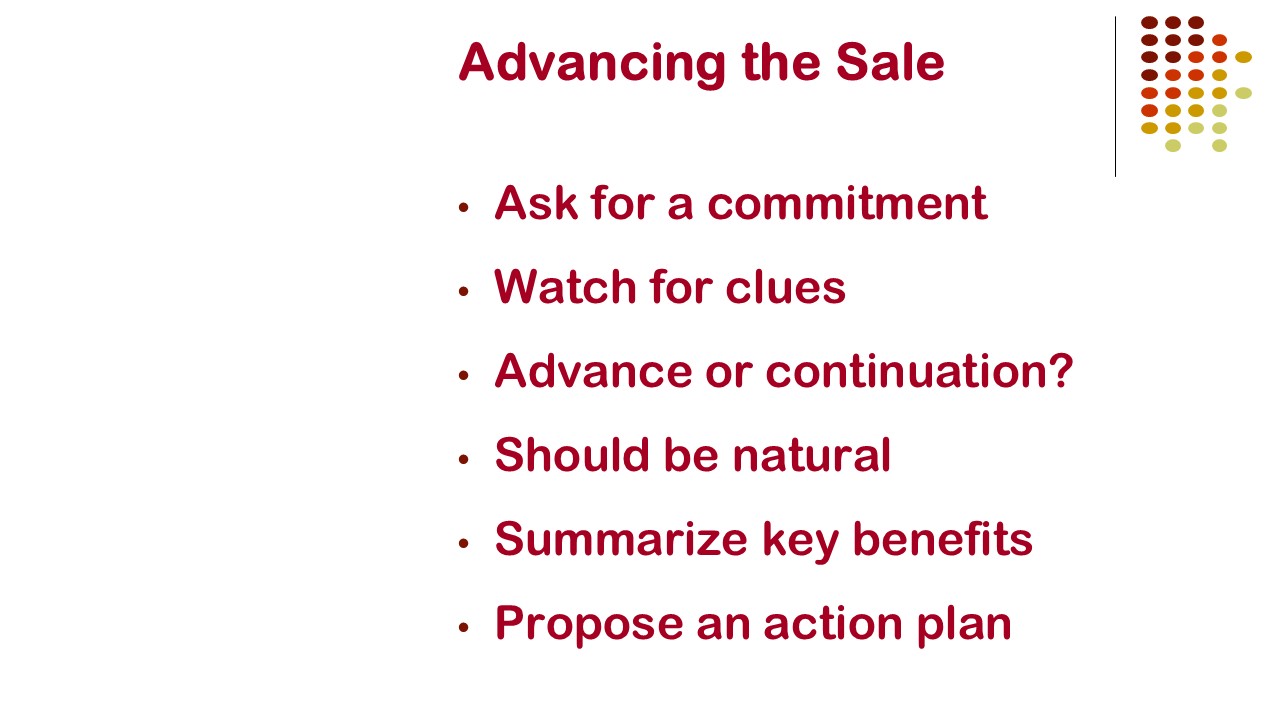 Advancing the Sale
• Ask for a commitment
• Watch for clues
• Advance or continuation?
• Should be natural
• Summarize key benefits
• Propose an action plan